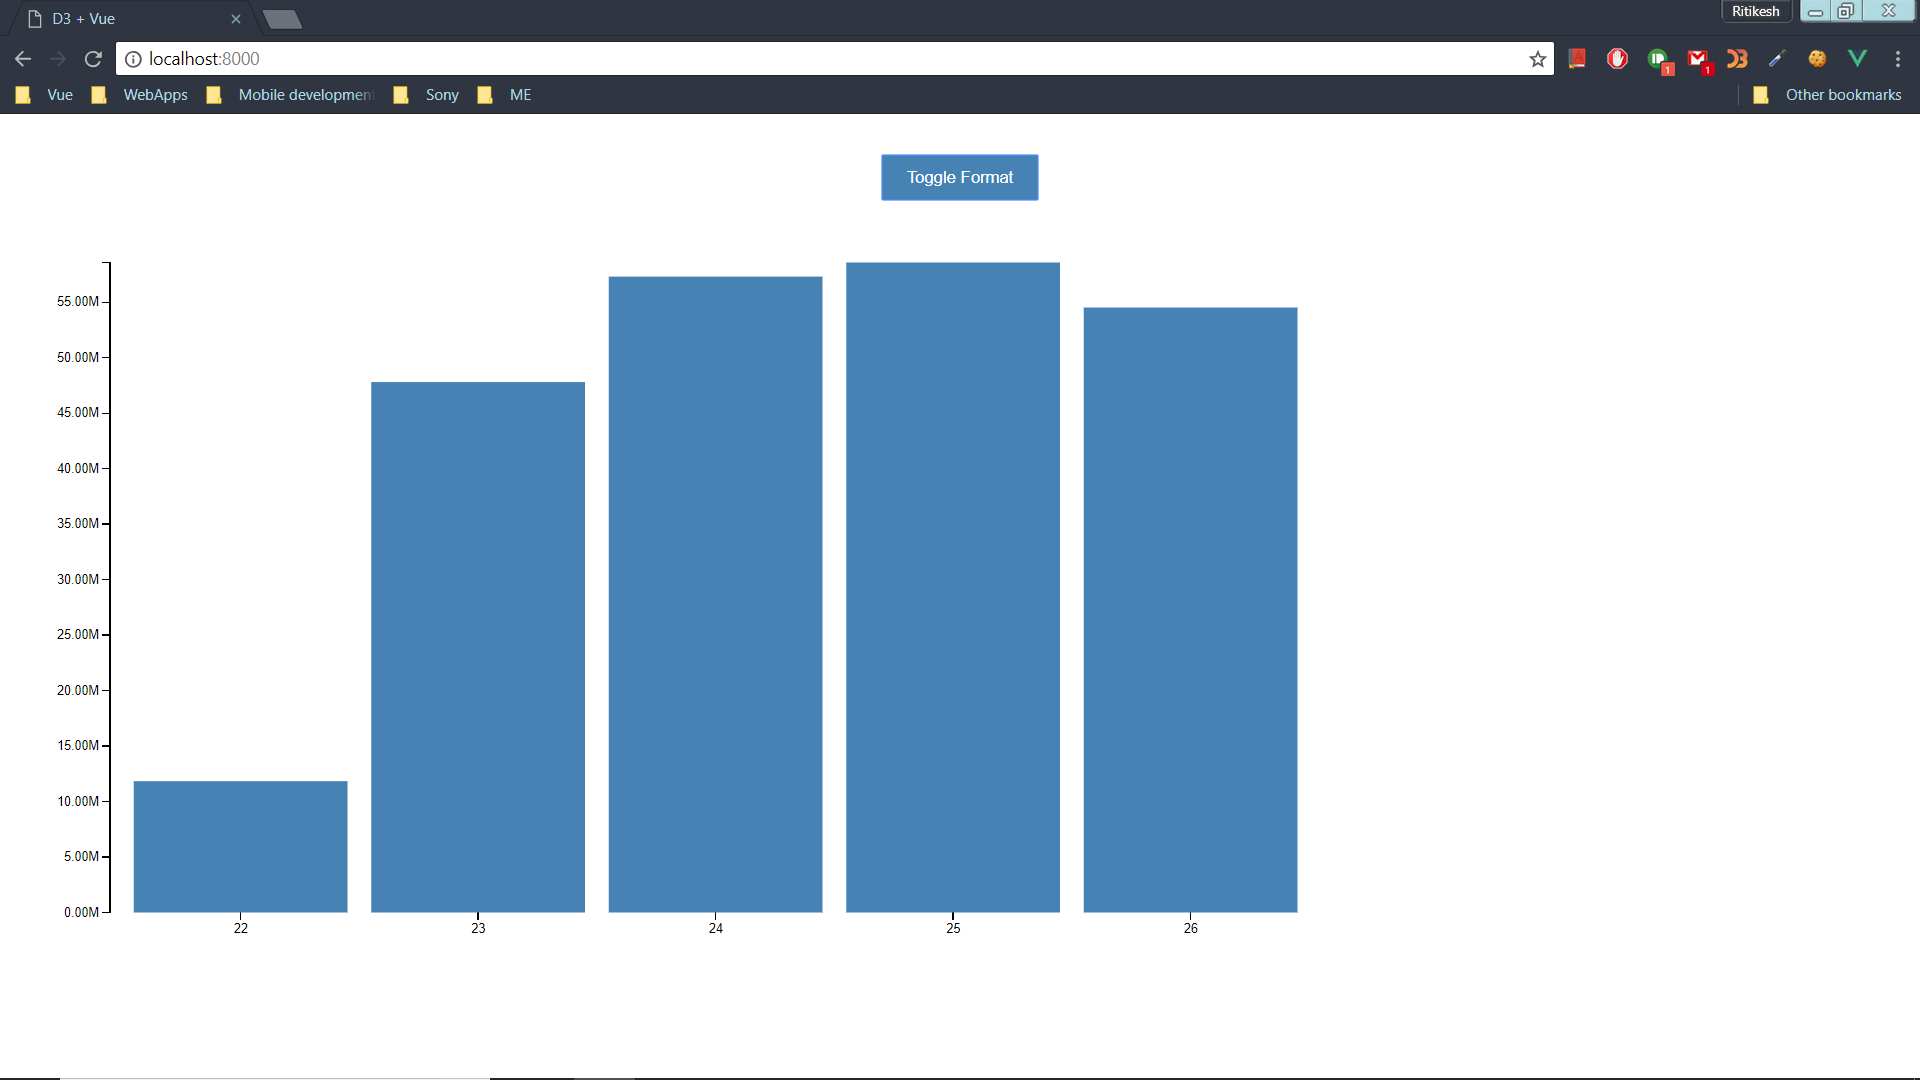 D3 + Vue
Ritikesh
localhost:8000
1
1
Vue
WebApps
Mobile developmen
Sony
ME
Other bookmarks
Toggle Format
55.00M
50.00M
45.00M
40.00M
35.00M
30.00M
25.00M
20.00M
15.00M
10.00M
5.00M
0.00M
22 23 24 25 26